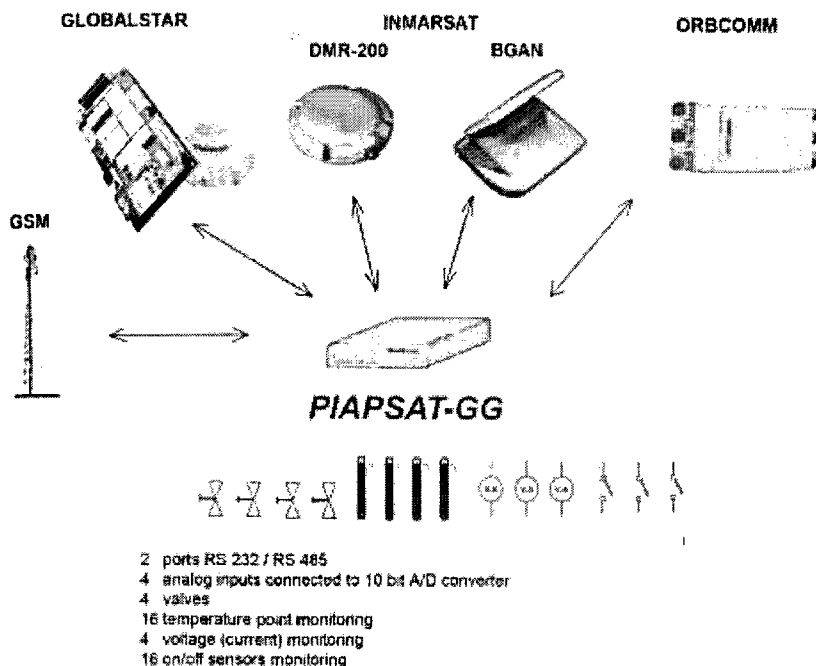 GLOBALSTAR
INMARSAT
ORBCOMM
DMR-200
BGAN
GSM
PIAPSAT-GG
2 ports RS 232 / RS 485
4 analog inputs connected to 10 bit A/D converter
4 valves
16 temperature point monitoring
4 voltage (current) monitoring
16 on/off sensors monitoring